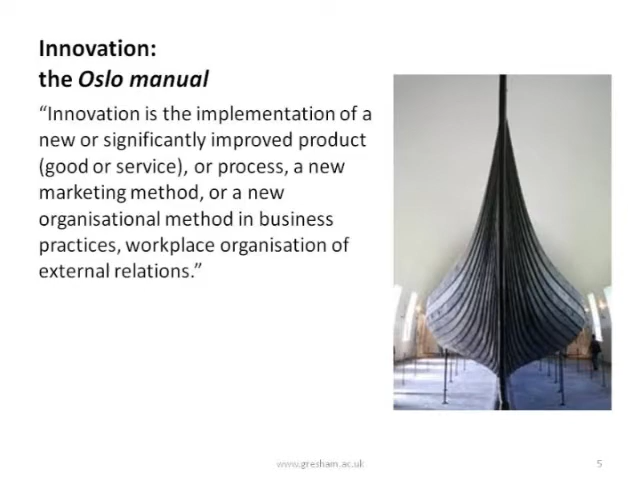 Innovation:
the Oslo manual
“Innovation is the implementation of a
new or significantly improved product
(good or service), or process, a new
marketing method, or a new
organisational method in business
practices, workplace organisation of
external relations.”
www.gresham.ac.uk
5